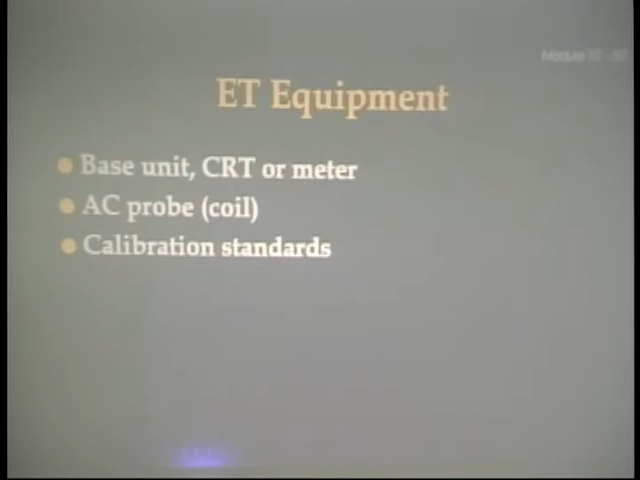 ET Equipment
Base unit, CRT or meter
AC probe (coil)
Calibration standards